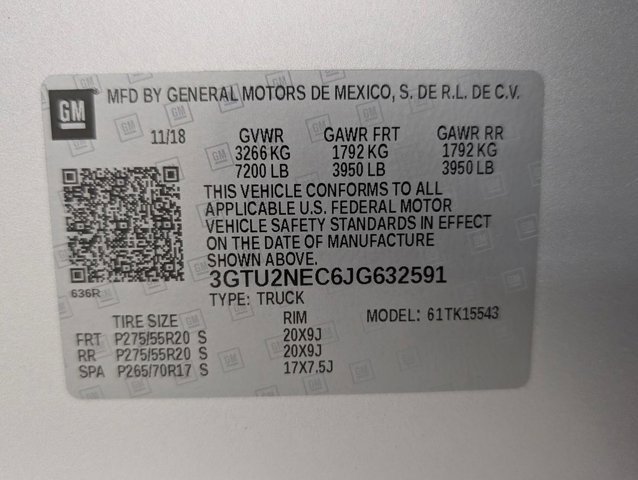 GM
MFD BY GENERAL MOTORS DE MEXICO, S. DE R.L. DE C.V.
11/18 GVWR GAWR FRT GAWR RR
3266 KG 1792 KG 1792 KG
7200 LB 3950 LB 3950 LB
THIS VEHICLE CONFORMS TO ALL
APPLICABLE U.S. FEDERAL MOTOR
VEHICLE SAFETY STANDARDS IN EFFECT
ON THE DATE OF MANUFACTURE
SHOWN ABOVE.
3GTU2NEC6JG632591
636R
TYPE: TRUCK
TIRE SIZE RIM MODEL: 61TK15543
FRT P275/55R20 S 20X9J
RR P275/55R20 S 20X9J
SPA P265/70R17 S 17X7.5J